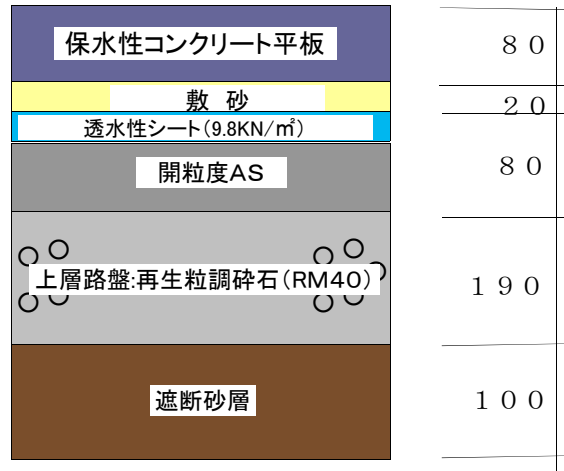 保水性コンクリート平板
８０
敷 砂
２０
透水性シート（9.8KN/㎡）
開粒度AS
８０
上層路盤:再生粒調砕石（RM40）
１９０
遮断砂層
１００